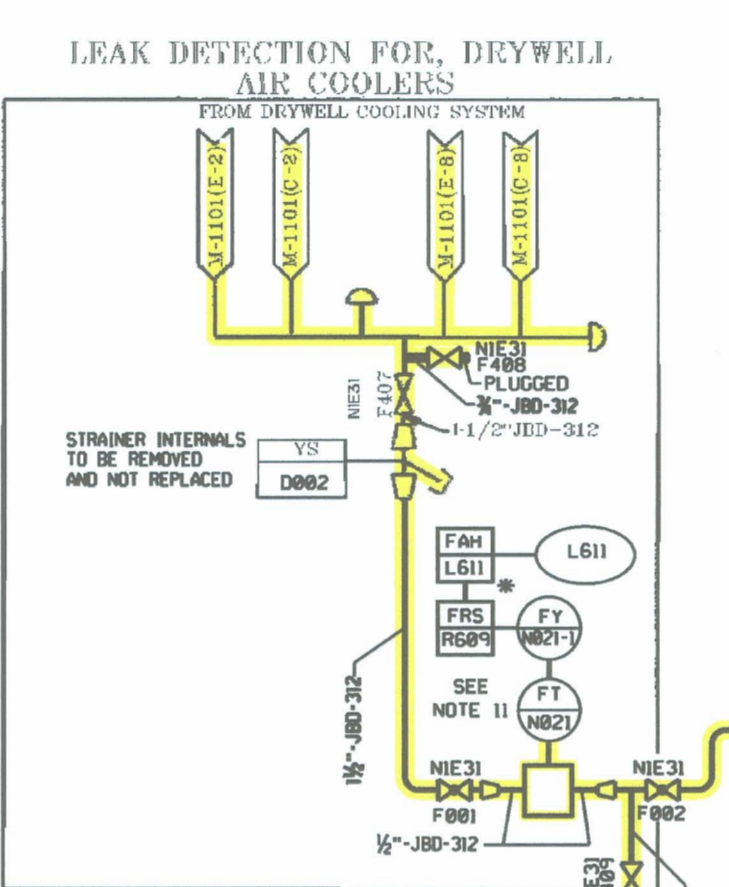 LEAK DETECTION FOR, DRYWELL
AIR COOLERS
FROM DRYWELL COOLING SYSTEM
M-1101(E-2)
M-1101(C-2)
M-1101(E-8)
M-1101(C-8)
N1E31
F408
PLUGGED
¾"-JBD-312
N1E31
F407
1-1/2"JBD-312
STRAINER INTERNALS
TO BE REMOVED
AND NOT REPLACED
YS
D002
FAH
L611
L611
*
FRS
R609
FY
N021-1
SEE
NOTE 11
FT
N021
1½"-JBD-312
N1E31
F001
N1E31
F002
½"-JBD-312